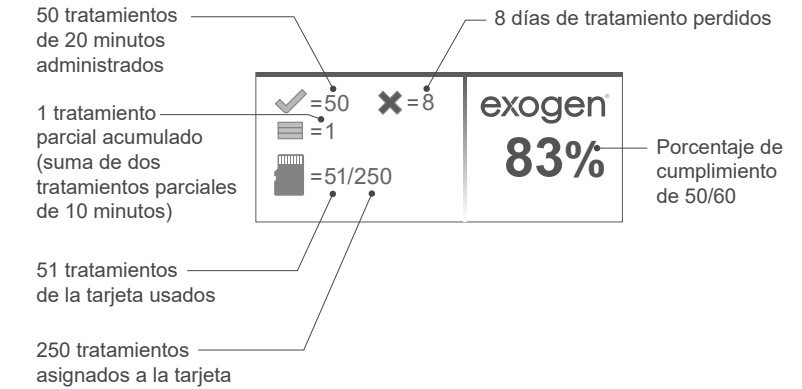 50 tratamientos
de 20 minutos
administrados
8 días de tratamiento perdidos
1 tratamiento
parcial acumulado
(suma de dos
tratamientos parciales
de 10 minutos)
=50
=8
=1
=51/250
exogen
83%
Porcentaje de
cumplimiento
de 50/60
51 tratamientos
de la tarjeta usados
250 tratamientos
asignados a la tarjeta